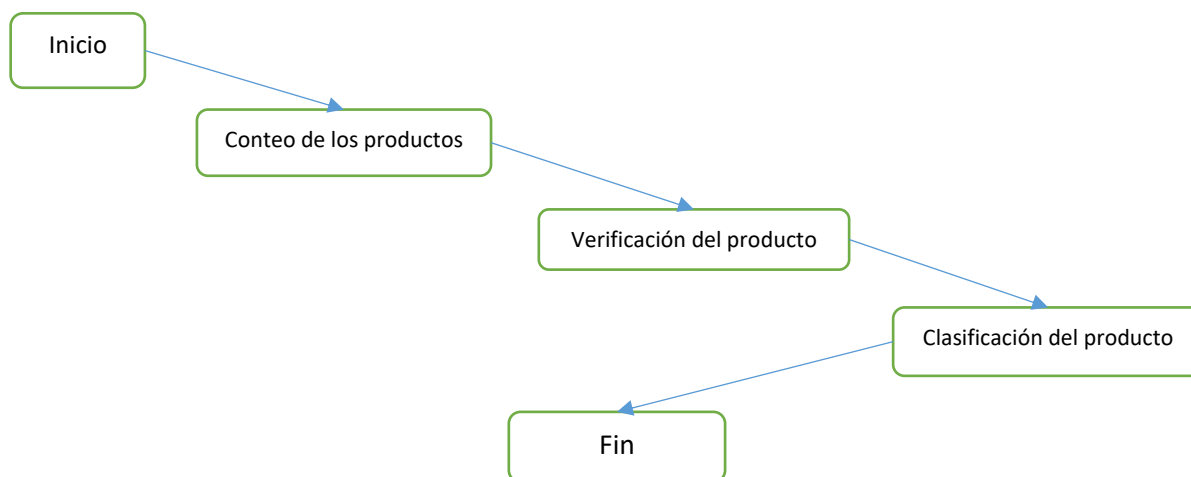 Inicio
Conteo de los productos
Verificación del producto
Clasificación del producto
Fin